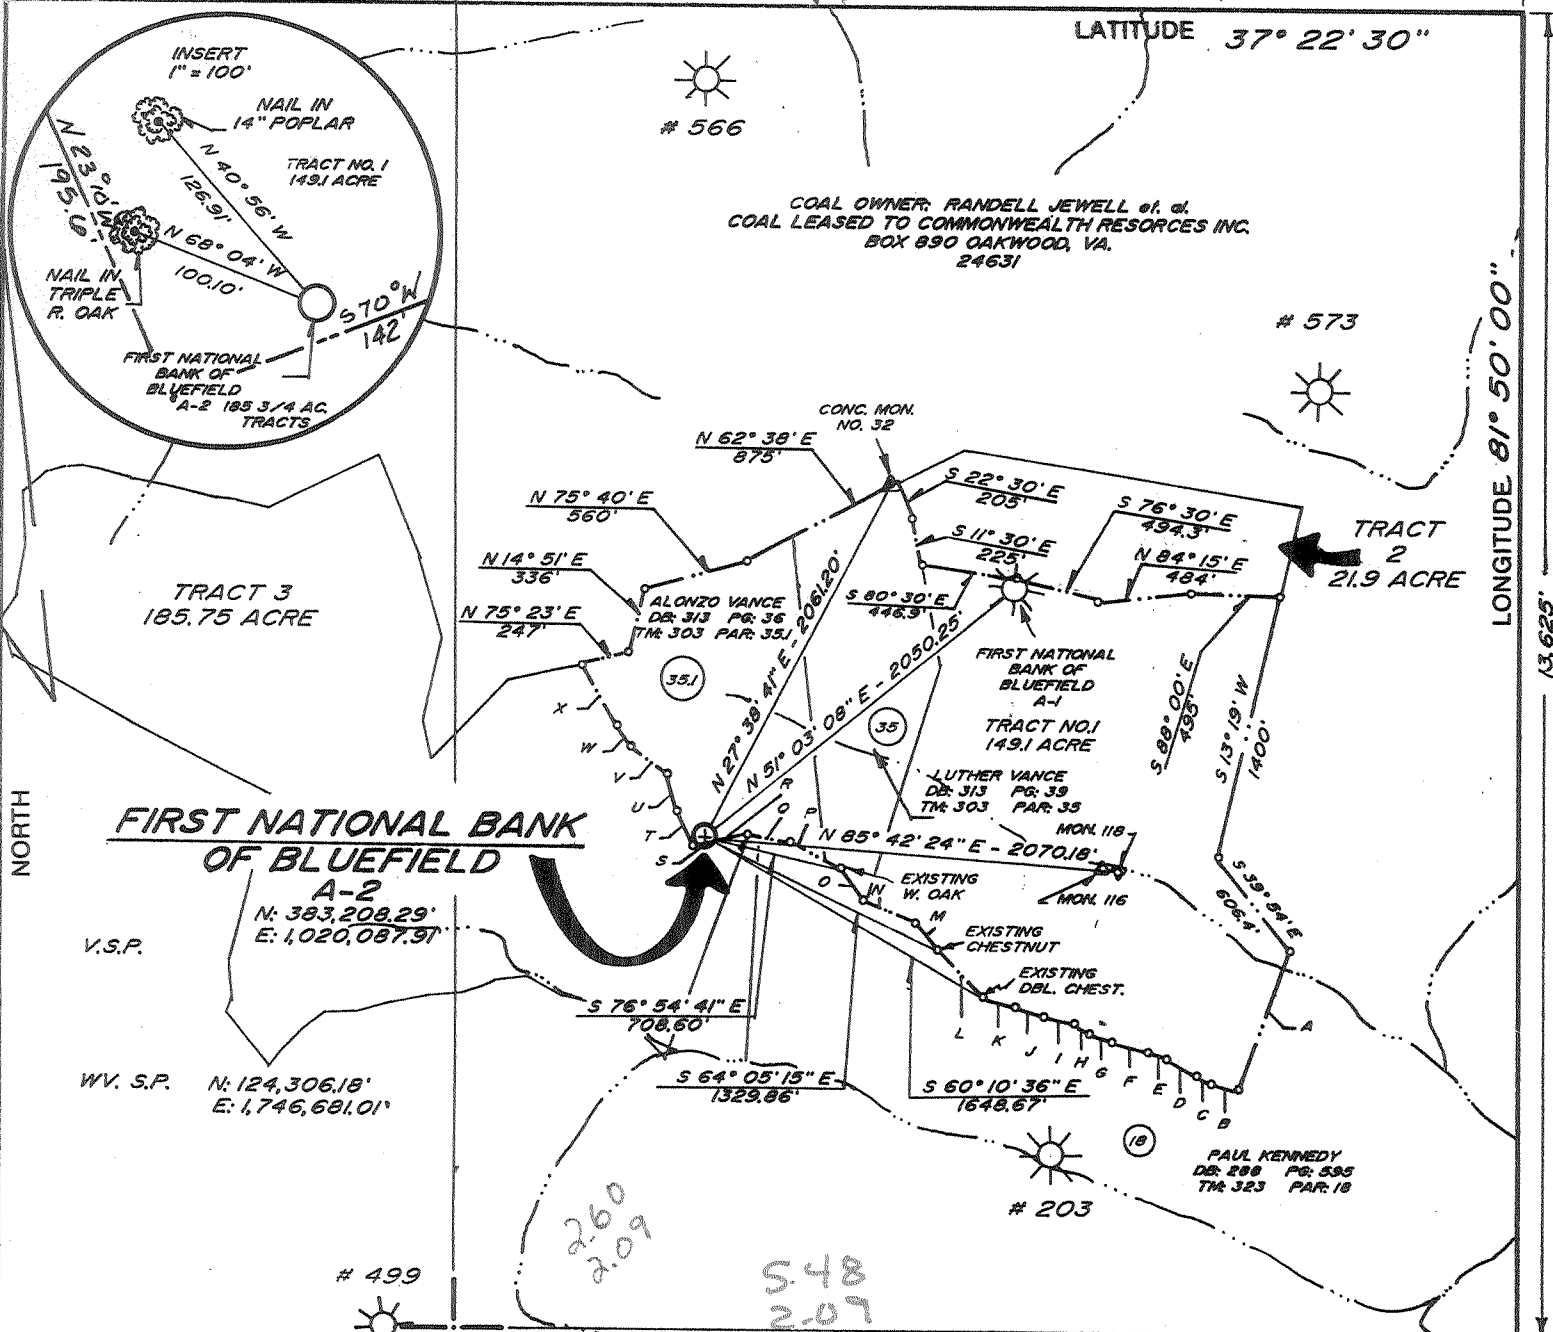 LATITUDE 37° 22' 30"
INSERT
1" = 100'
NAIL IN
14" POPLAR
TRACT NO. 1
149.1 ACRE
N 40° 56' W
126.91'
N 23° 10' W
195.6'
N 68° 04' W
100.10'
NAIL IN
TRIPLE
R. OAK
S 70° W
142'
FIRST NATIONAL
BANK OF
BLUEFIELD
A-2 185 3/4 AC.
TRACTS
# 566
COAL OWNER: RANDELL JEWELL et. al.
COAL LEASED TO COMMONWEALTH RESORCES INC.
BOX 890 OAKWOOD, VA.
24631
# 573
LONGITUDE 81° 50' 00"
13,625'
CONC. MON.
NO. 32
N 62° 38' E
875'
S 22° 30' E
205'
N 75° 40' E
560'
S 76° 30' E
494.3'
TRACT
2
21.9 ACRE
S 11° 30' E
225'
N 84° 15' E
484'
N 14° 51' E
336'
TRACT 3
185.75 ACRE
ALONZO VANCE
DB: 313 PG: 36
TM: 303 PAR: 35.1
S 80° 30' E
446.9'
N 75° 23' E
247'
35.1
N 27° 38' 41" E - 2061.20'
N 51° 03' 08" E - 2050.25'
FIRST NATIONAL
BANK OF
BLUEFIELD
A-1
TRACT NO.1
149.1 ACRE
35
S 88° 00' E
495'
S 13° 19' W
1400'
X
W
V
U
T
S
R
Q
P
LUTHER VANCE
DB: 313 PG: 39
TM: 303 PAR: 35
MON. 118
N 85° 42' 24" E - 2070.18'
MON. 116
NORTH
FIRST NATIONAL BANK
OF BLUEFIELD
A-2
N: 383,208.29'
E: 1,020,087.91'
V.S.P.
O
N
EXISTING
W. OAK
M
EXISTING
CHESTNUT
EXISTING
DBL. CHEST.
S 39° 54' E
606.4'
A
S 76° 54' 41" E
708.60'
L
K
J
I
H
G
F
E
D
C
B
WV. S.P. N: 124,306.18'
E: 1,746,681.01'
S 64° 05' 15" E
1329.86'
S 60° 10' 36" E
1648.67'
18
PAUL KENNEDY
DB: 288 PG: 595
TM: 323 PAR: 18
# 203
2.60
2.09
# 499
5.48
2.09